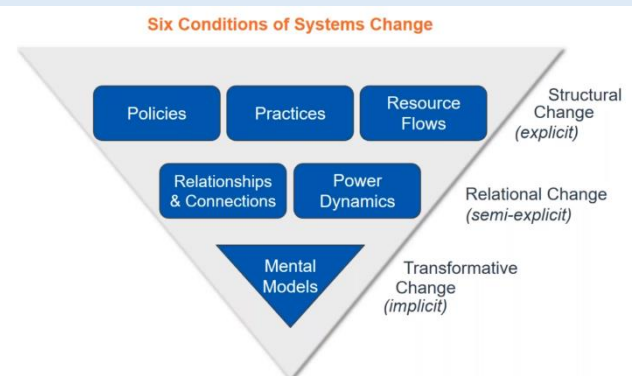 Six Conditions of Systems Change
Policies
Practices
Resource
Flows
Structural
Change
(explicit)
Relationships
& Connections
Power
Dynamics
Relational Change
(semi-explicit)
Mental
Models
Transformative
Change
(implicit)